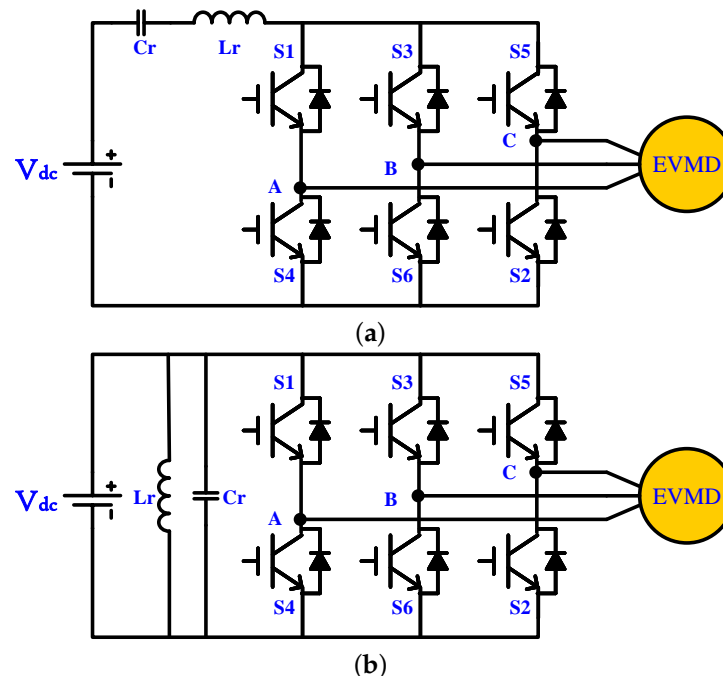 Cr Lr S1 S3 S5
+
Vdc A B C EVMD
S4 S6 S2
(a)
S1 S3 S5
+
Vdc Lr Cr A B C EVMD
S4 S6 S2
(b)